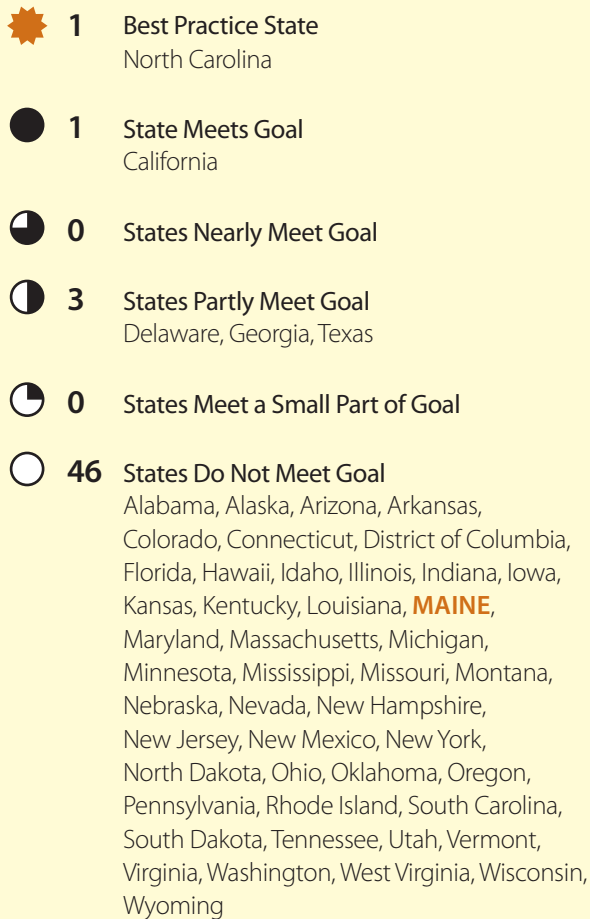 1 Best Practice State
North Carolina
1 State Meets Goal
California
0 States Nearly Meet Goal
3 States Partly Meet Goal
Delaware, Georgia, Texas
0 States Meet a Small Part of Goal
46 States Do Not Meet Goal
Alabama, Alaska, Arizona, Arkansas,
Colorado, Connecticut, District of Columbia,
Florida, Hawaii, Idaho, Illinois, Indiana, Iowa,
Kansas, Kentucky, Louisiana, MAINE,
Maryland, Massachusetts, Michigan,
Minnesota, Mississippi, Missouri, Montana,
Nebraska, Nevada, New Hampshire,
New Jersey, New Mexico, New York,
North Dakota, Ohio, Oklahoma, Oregon,
Pennsylvania, Rhode Island, South Carolina,
South Dakota, Tennessee, Utah, Vermont,
Virginia, Washington, West Virginia, Wisconsin,
Wyoming